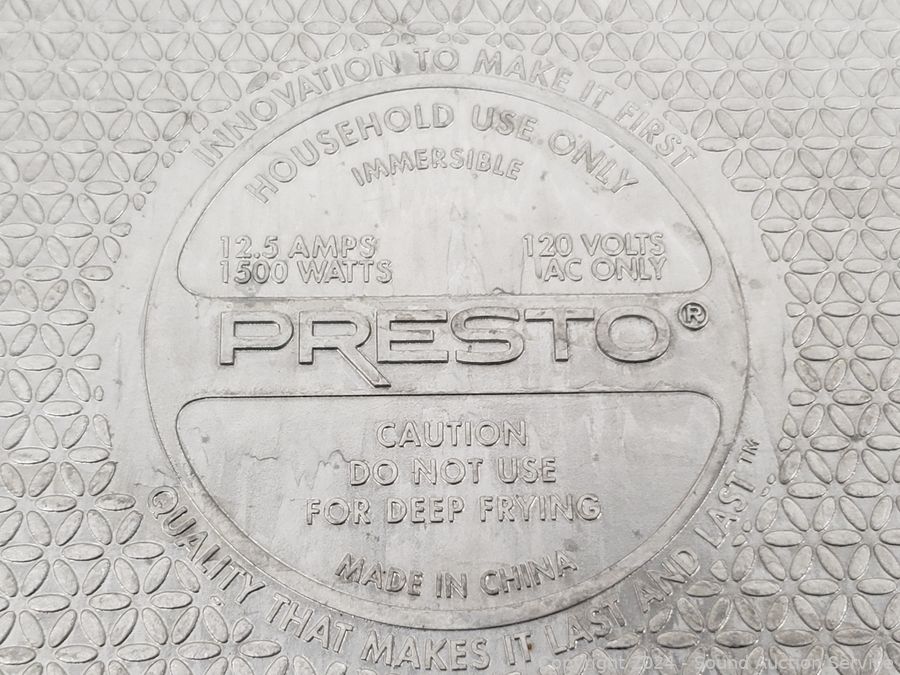 INNOVATION TO MAKE IT FIRST
HOUSEHOLD USE ONLY
IMMERSIBLE
12.5 AMPS
1500 WATTS
120 VOLTS
AC ONLY
PRESTO®
CAUTION
DO NOT USE
FOR DEEP FRYING
MADE IN CHINA
QUALITY THAT MAKES IT LAST AND LAST™
Copyright 2024 - Sound Auction Service